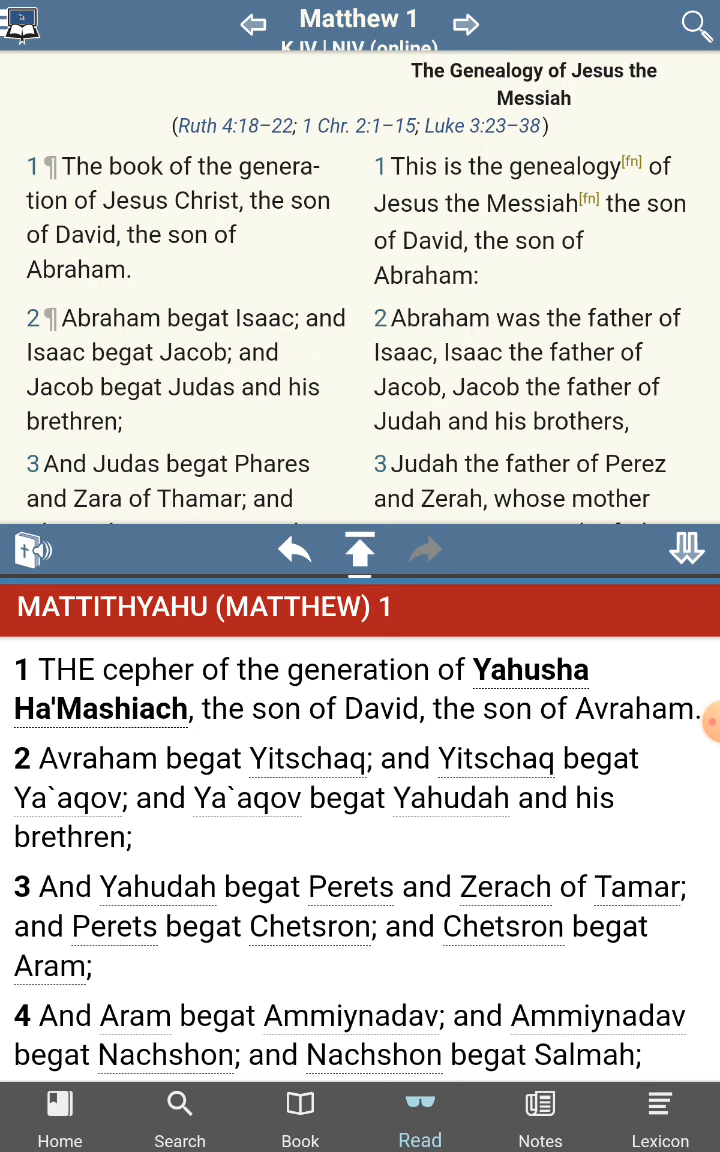 Matthew 1
KJV | NIV (online)
The Genealogy of Jesus the
Messiah
(Ruth 4:18–22; 1 Chr. 2:1–15; Luke 3:23–38)
1 ¶ The book of the genera-
tion of Jesus Christ, the son
of David, the son of
Abraham.
2 ¶ Abraham begat Isaac; and
Isaac begat Jacob; and
Jacob begat Judas and his
brethren;
3 And Judas begat Phares
and Zara of Thamar; and
1 This is the genealogy[fn] of
Jesus the Messiah[fn] the son
of David, the son of
Abraham:
2 Abraham was the father of
Isaac, Isaac the father of
Jacob, Jacob the father of
Judah and his brothers,
3 Judah the father of Perez
and Zerah, whose mother
MATTITHYAHU (MATTHEW) 1
1 THE cepher of the generation of Yahusha
Ha'Mashiach, the son of David, the son of Avraham.
2 Avraham begat Yitschaq; and Yitschaq begat
Ya`aqov; and Ya`aqov begat Yahudah and his
brethren;
3 And Yahudah begat Perets and Zerach of Tamar;
and Perets begat Chetsron; and Chetsron begat
Aram;
4 And Aram begat Ammiynadav; and Ammiynadav
begat Nachshon; and Nachshon begat Salmah;
Home Search Book Read Notes Lexicon